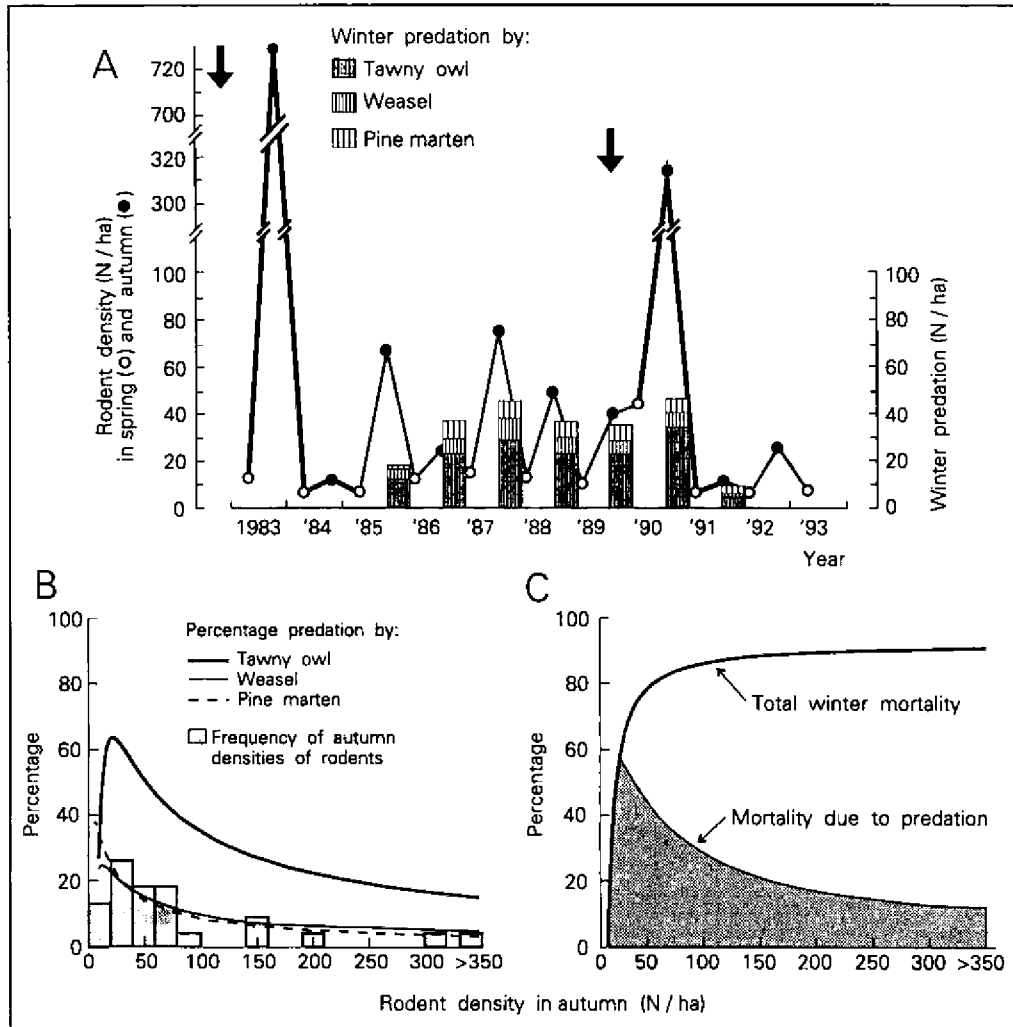 A
Winter predation by:
Tawny owl
Weasel
Pine marten
Rodent density (N / ha)
in spring (○) and autumn (●)
720
700
320
300
100
80
60
40
20
0
Winter predation (N / ha)
100
80
60
40
20
0
1983 '84 '85 '86 '87 '88 '89 '90 '91 '92 '93
Year
B
Percentage predation by:
Tawny owl
Weasel
Pine marten
Frequency of autumn
densities of rodents
Percentage
100
80
60
40
20
0
0 50 100 150 200 250 300 >350
C
Total winter mortality
Mortality due to predation
Percentage
100
80
60
40
20
0
0 50 100 150 200 250 300 >350
Rodent density in autumn (N / ha)